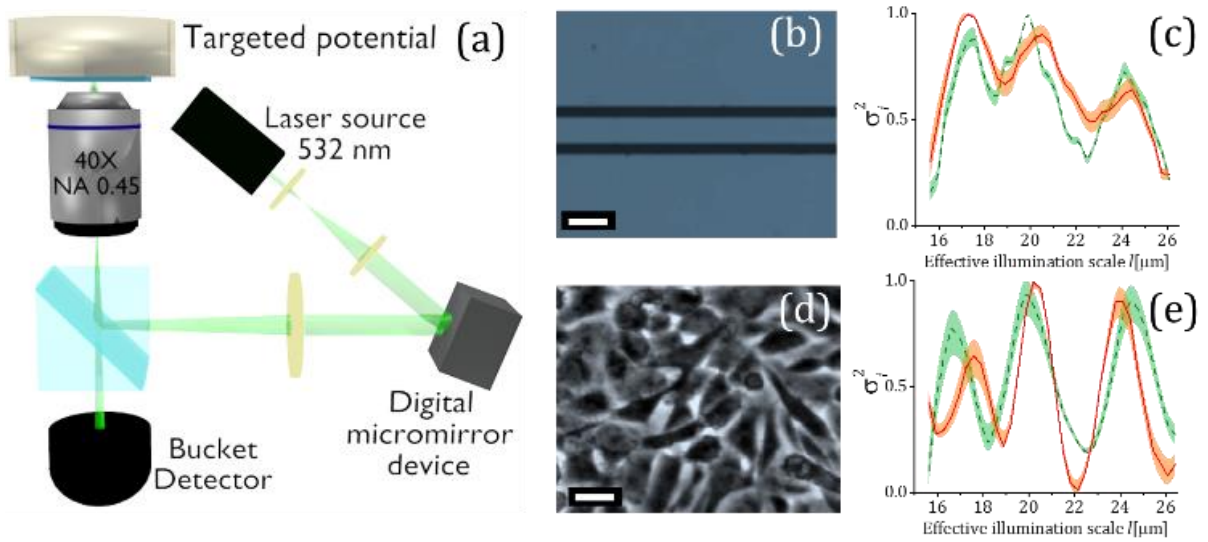 Targeted potential
(a)
Laser source
532 nm
40X
NA 0.45
Digital
micromirror
device
Bucket
Detector
(b)
(c)
1.0
0.5
0.0
σ²ᵢ
16 18 20 22 24 26
Effective illumination scale l[μm]
(d)
(e)
1.0
0.5
0.0
σ²ᵢ
16 18 20 22 24 26
Effective illumination scale l[μm]